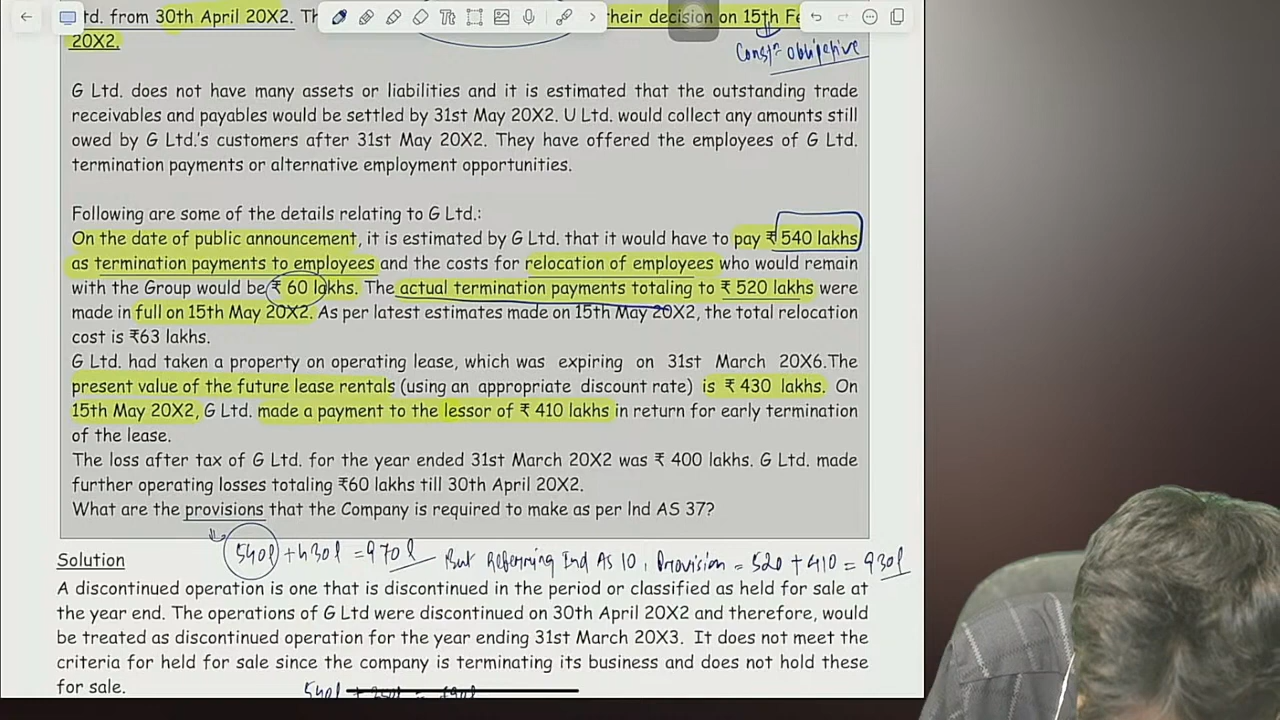 td. from 30th April 20X2. Th
their decision on 15th Fe
20X2.
Constn obligative
G Ltd. does not have many assets or liabilities and it is estimated that the outstanding trade
receivables and payables would be settled by 31st May 20X2. U Ltd. would collect any amounts still
owed by G Ltd.'s customers after 31st May 20X2. They have offered the employees of G Ltd.
termination payments or alternative employment opportunities.
Following are some of the details relating to G Ltd.:
On the date of public announcement, it is estimated by G Ltd. that it would have to pay ₹ 540 lakhs
as termination payments to employees and the costs for relocation of employees who would remain
with the Group would be ₹ 60 lakhs. The actual termination payments totaling to ₹ 520 lakhs were
made in full on 15th May 20X2. As per latest estimates made on 15th May 20X2, the total relocation
cost is ₹63 lakhs.
G Ltd. had taken a property on operating lease, which was expiring on 31st March 20X6.The
present value of the future lease rentals (using an appropriate discount rate) is ₹ 430 lakhs. On
15th May 20X2, G Ltd. made a payment to the lessor of ₹ 410 lakhs in return for early termination
of the lease.
The loss after tax of G Ltd. for the year ended 31st March 20X2 was ₹ 400 lakhs. G Ltd. made
further operating losses totaling ₹60 lakhs till 30th April 20X2.
What are the provisions that the Company is required to make as per Ind AS 37?
540l + 430l = 970l But Referring Ind AS 10, Provision = 520 + 410 = 930l
Solution
A discontinued operation is one that is discontinued in the period or classified as held for sale at
the year end. The operations of G Ltd were discontinued on 30th April 20X2 and therefore, would
be treated as discontinued operation for the year ending 31st March 20X3. It does not meet the
criteria for held for sale since the company is terminating its business and does not hold these
for sale.